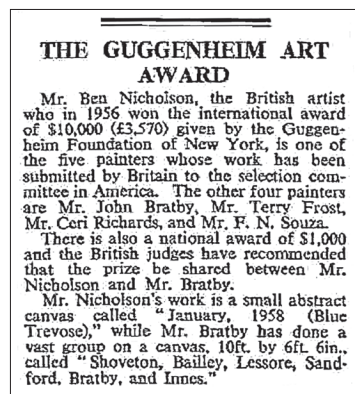 THE GUGGENHEIM ART
AWARD
Mr. Ben Nicholson, the British artist
who in 1956 won the international award
of $10,000 (£3,570) given by the Guggen-
heim Foundation of New York, is one of
the five painters whose work has been
submitted by Britain to the selection com-
mittee in America. The other four painters
are Mr. John Bratby, Mr. Terry Frost,
Mr. Ceri Richards, and Mr. F. N. Souza.
There is also a national award of $1,000
and the British judges have recommended
that the prize be shared between Mr.
Nicholson and Mr. Bratby.
Mr. Nicholson's work is a small abstract
canvas called "January, 1958 (Blue
Trevose)," while Mr. Bratby has done a
vast group on a canvas, 10ft. by 6ft. 6in.,
called "Shoveton, Bailley, Lessore, Sand-
ford, Bratby, and Innes."